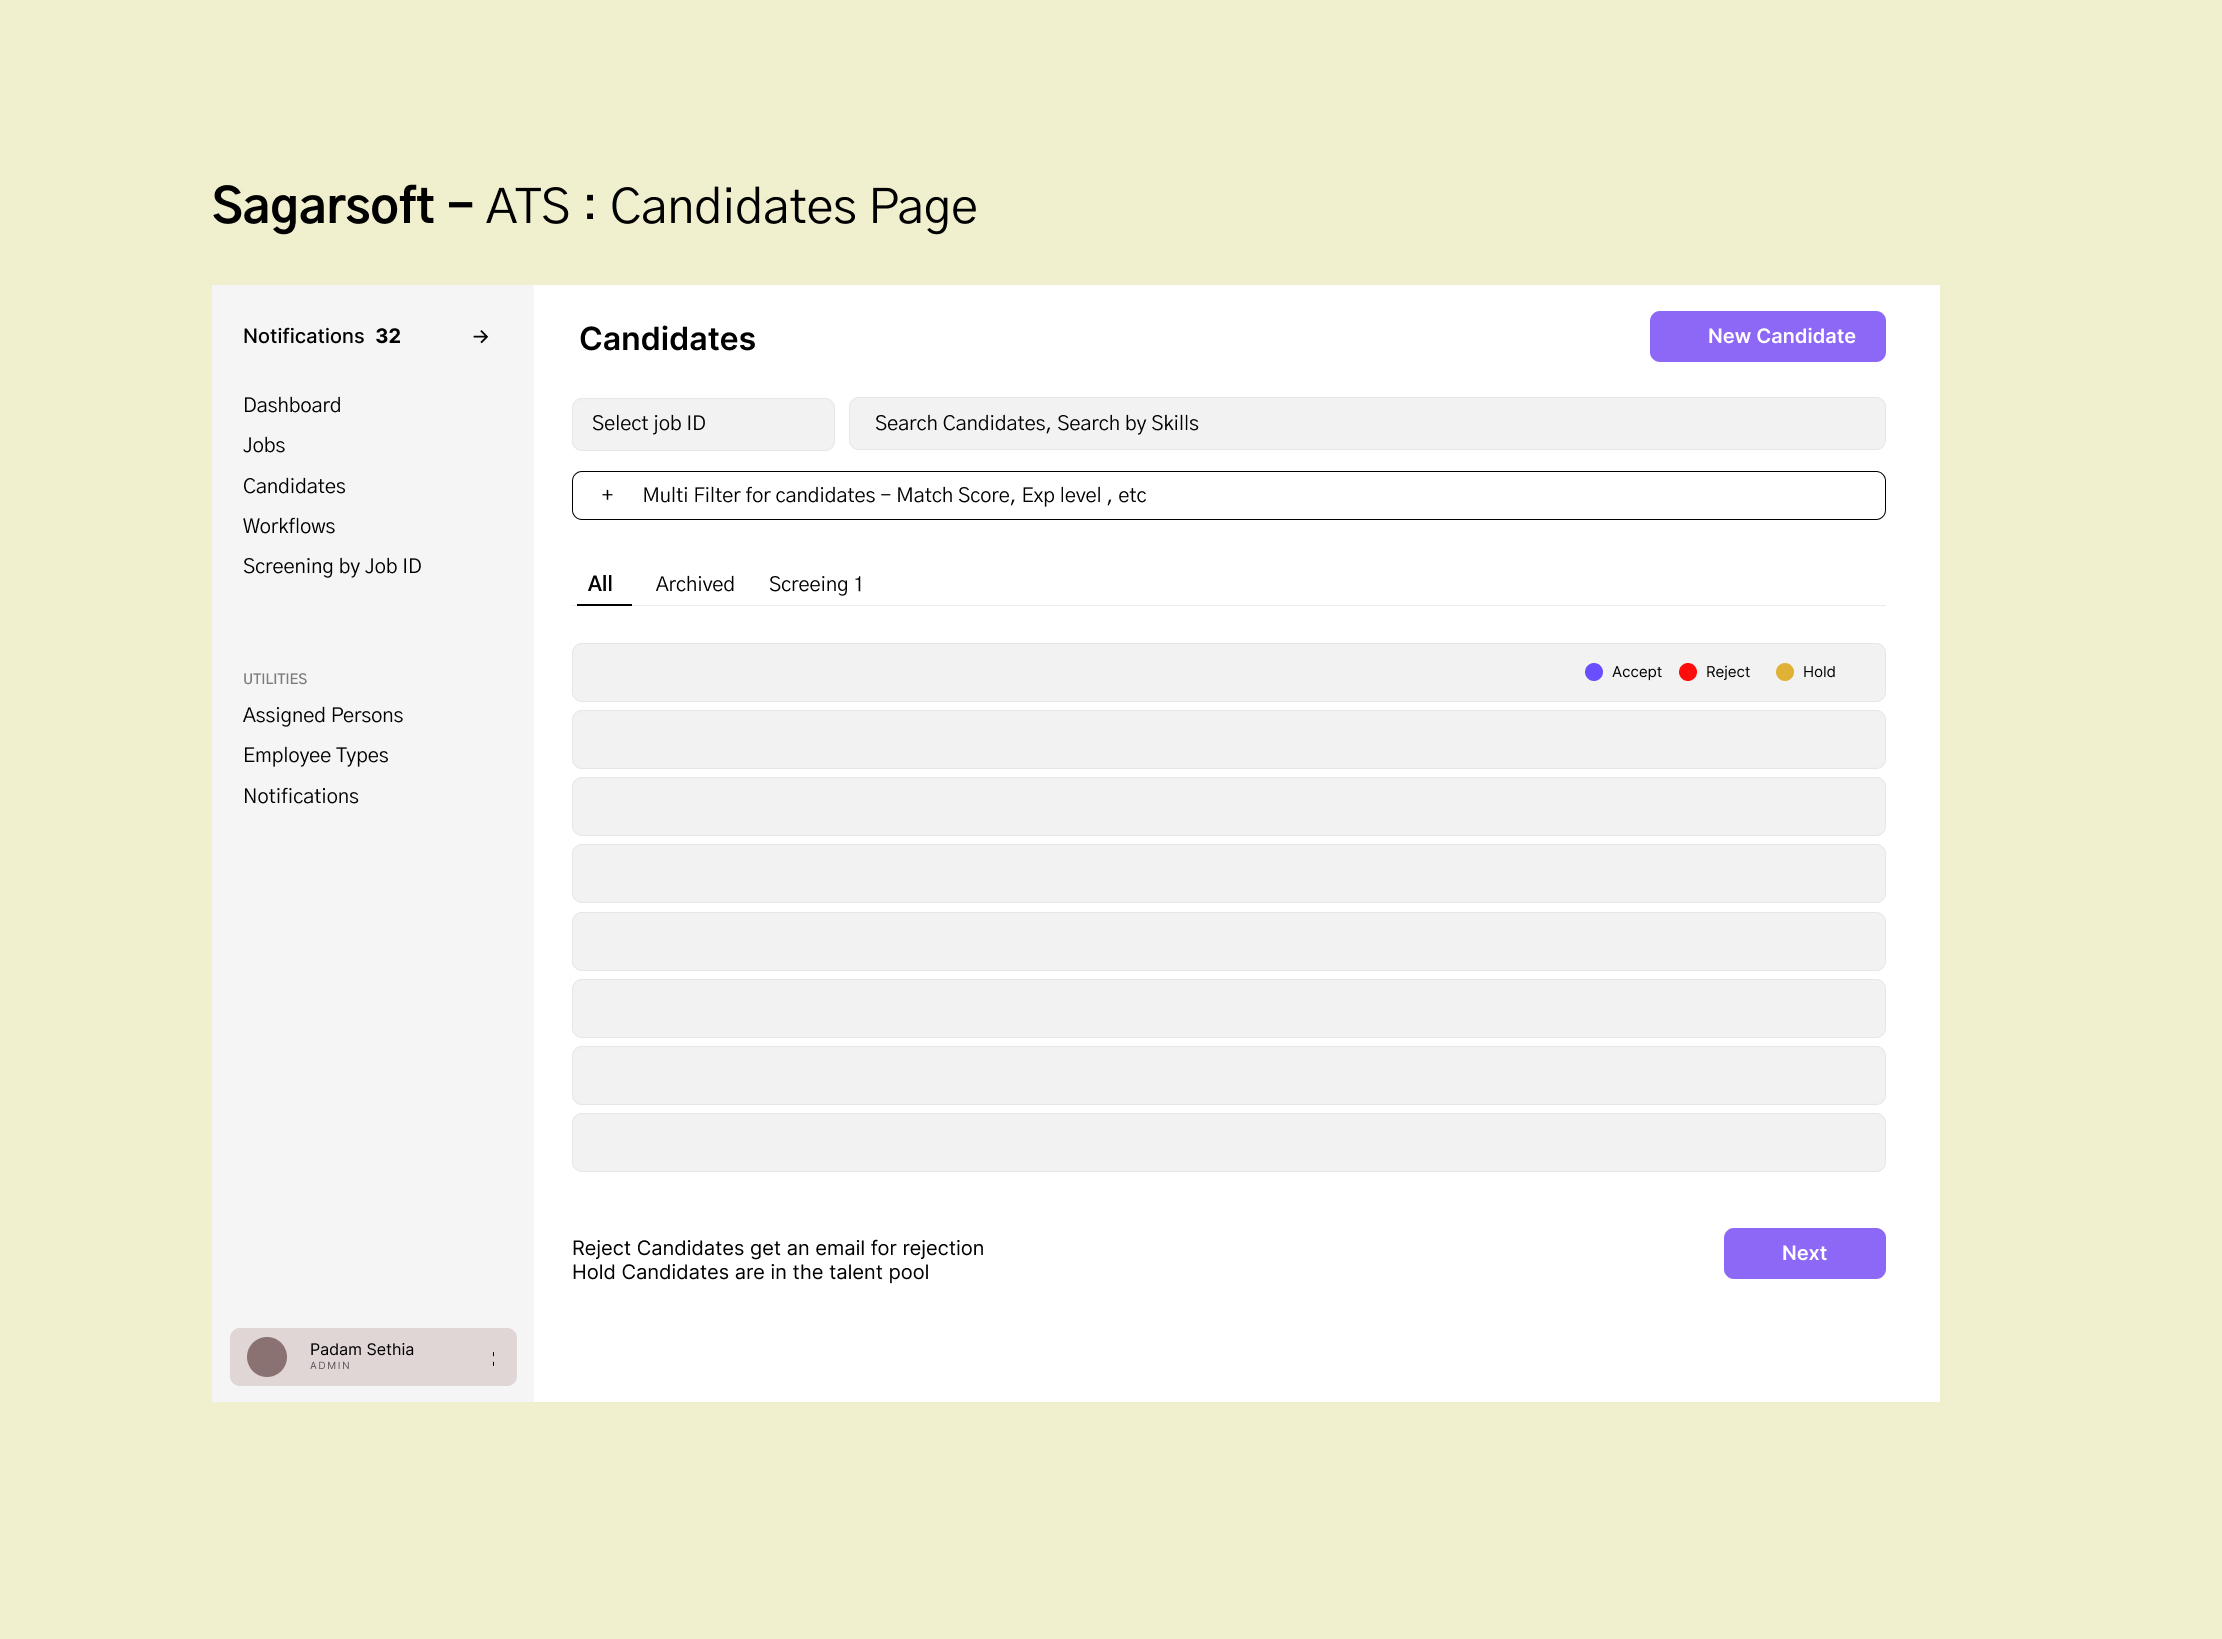 Sagarsoft - ATS : Candidates Page
Notifications 32 →
Dashboard
Jobs
Candidates
Workflows
Screening by Job ID
UTILITIES
Assigned Persons
Employee Types
Notifications
Padam Sethia
ADMIN
Candidates
New Candidate
Select job ID
Search Candidates, Search by Skills
+ Multi Filter for candidates - Match Score, Exp level , etc
All Archived Screeing 1
Accept Reject Hold
Reject Candidates get an email for rejection
Hold Candidates are in the talent pool
Next